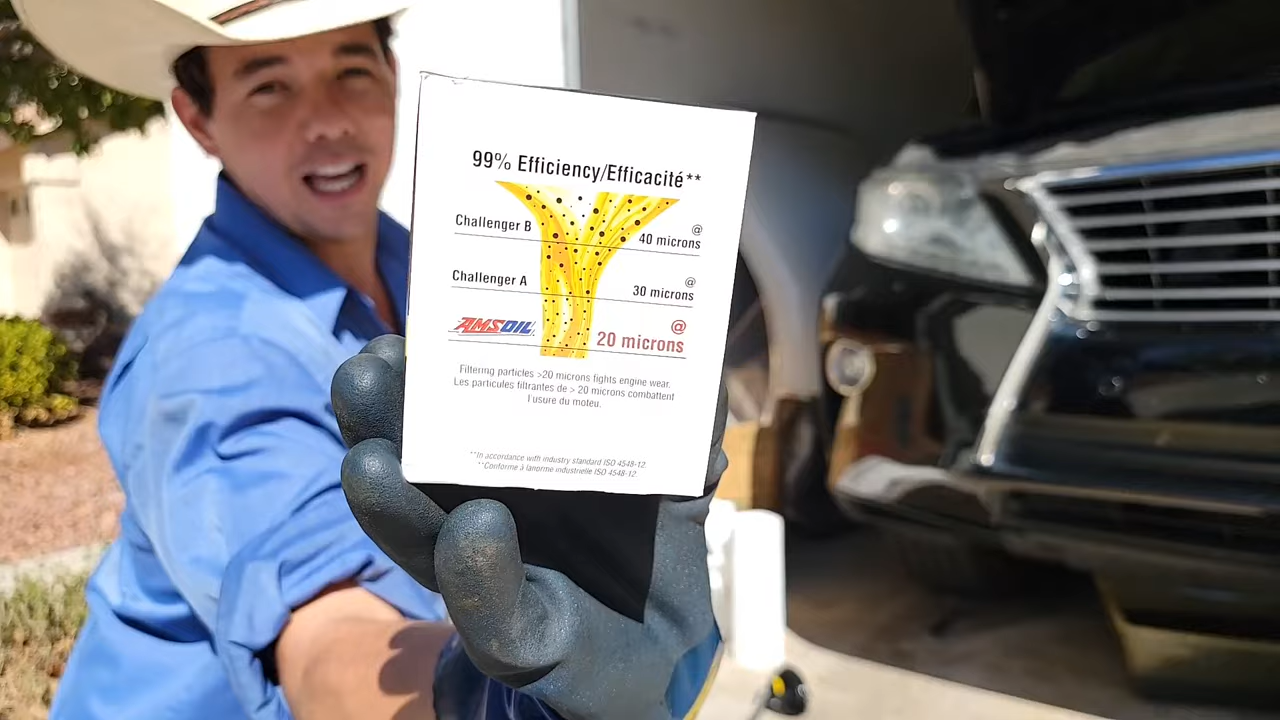 99% Efficiency/Efficacité**
Challenger B @ 40 microns
Challenger A @ 30 microns
AMSOIL @ 20 microns
Filtering particles >20 microns fights engine wear.
Les particules filtrantes de > 20 microns combattent
l'usure du moteu.
**In accordance with industry standard ISO 4548-12.
**Conforme à lanorme industrielle ISO 4548-12.